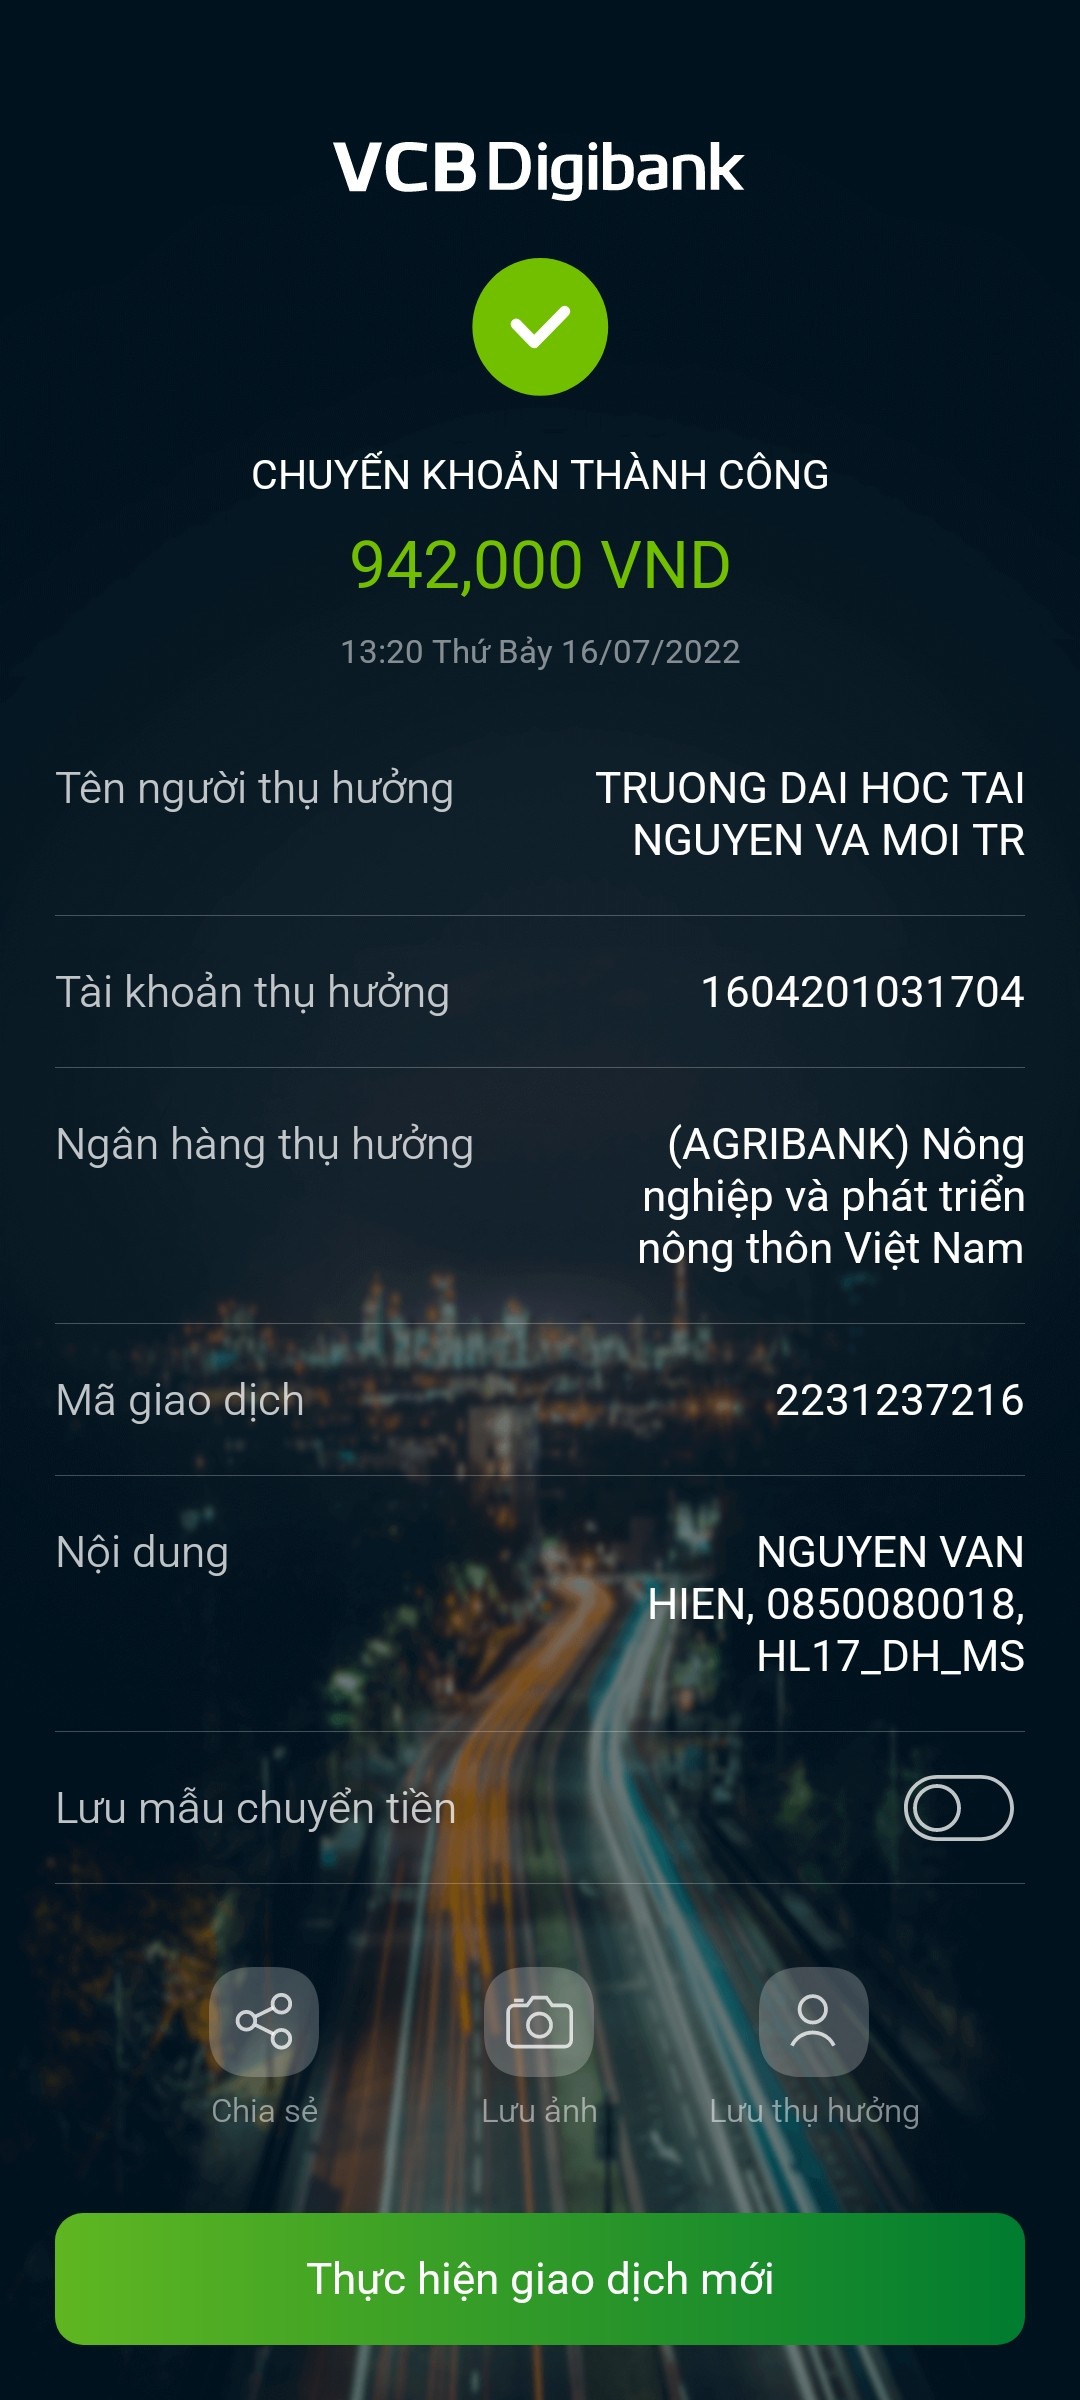 VCB Digibank
CHUYỂN KHOẢN THÀNH CÔNG
942,000 VND
13:20 Thứ Bảy 16/07/2022
Tên người thụ hưởng
TRUONG DAI HOC TAI
NGUYEN VA MOI TR
Tài khoản thụ hưởng
1604201031704
Ngân hàng thụ hưởng
(AGRIBANK) Nông
nghiệp và phát triển
nông thôn Việt Nam
Mã giao dịch
2231237216
Nội dung
NGUYEN VAN
HIEN, 0850080018,
HL17_DH_MS
Lưu mẫu chuyển tiền
Chia sẻ
Lưu ảnh
Lưu thụ hưởng
Thực hiện giao dịch mới